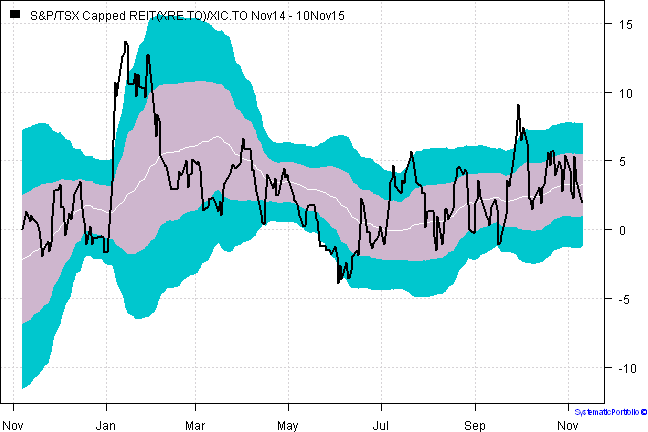 S&P/TSX Capped REIT(XRE.TO)/XIC.TO Nov14 - 10Nov15
15
10
5
0
-5
-10
Nov Jan Mar May Jul Sep Nov
SystematicPortfolio ©